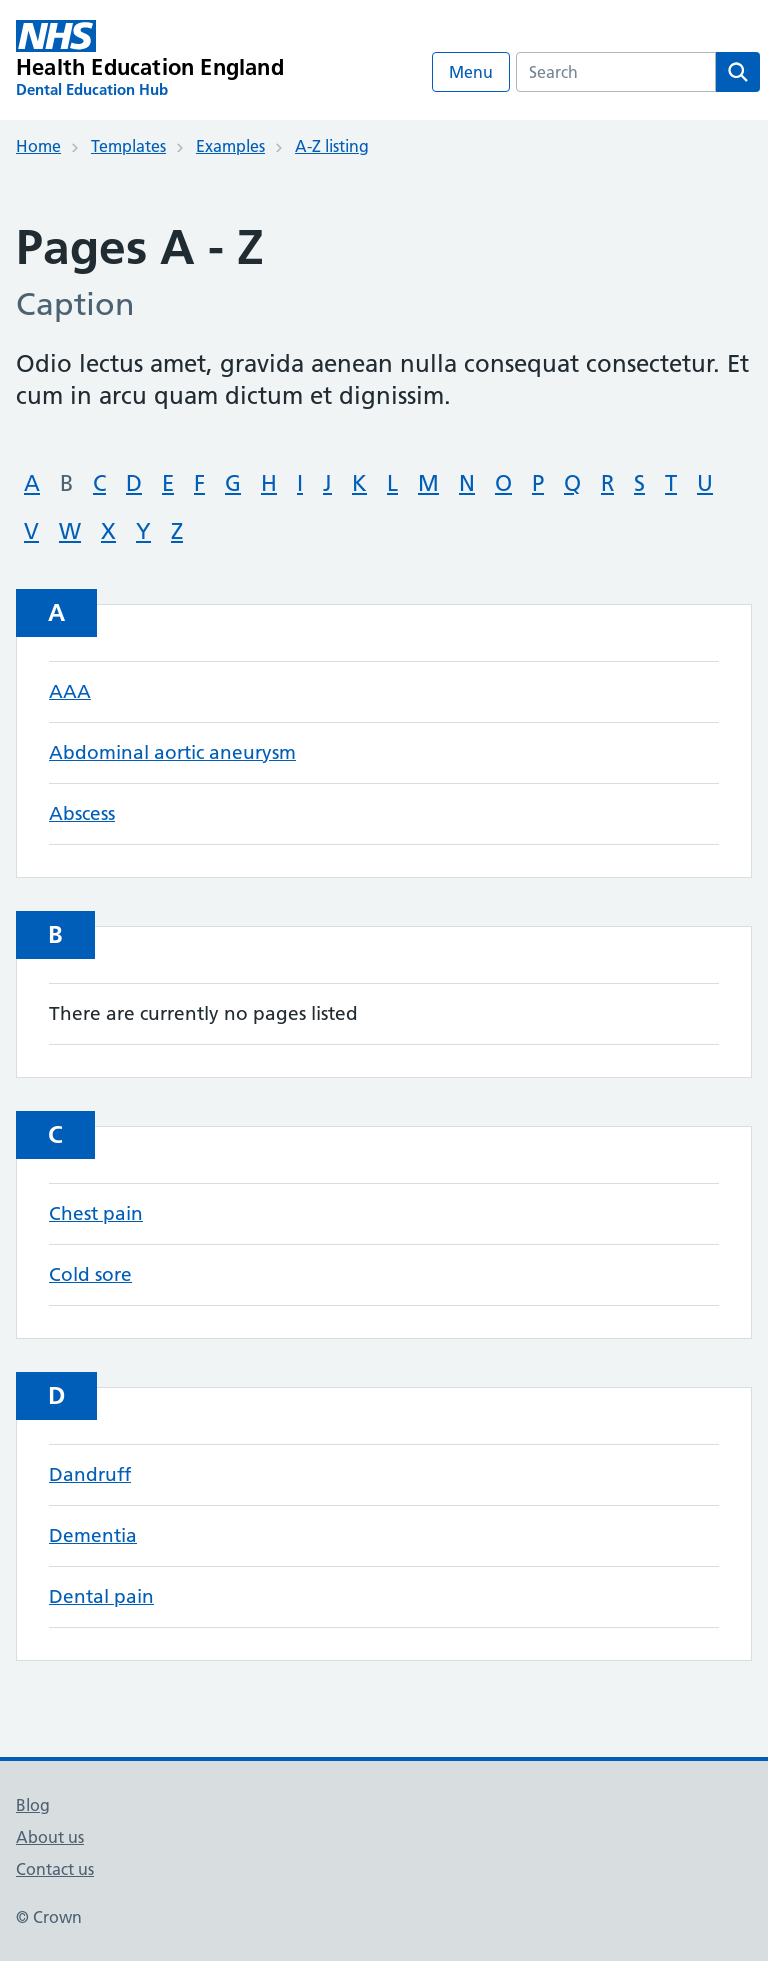 NHS
Health Education England
Dental Education Hub
Menu
Search
Home
Templates
Examples
A-Z listing
Pages A - Z
Caption
Odio lectus amet, gravida aenean nulla consequat consectetur. Et
cum in arcu quam dictum et dignissim.
A B C D E F G H I J K L M N O P Q R S T U
V W X Y Z
A
AAA
Abdominal aortic aneurysm
Abscess
B
There are currently no pages listed
C
Chest pain
Cold sore
D
Dandruff
Dementia
Dental pain
Blog
About us
Contact us
© Crown